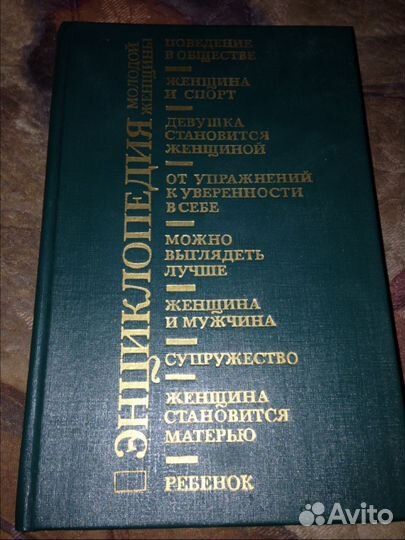 ЭНЦИКЛОПЕДИЯ
МОЛОДОЙ
ЖЕНЩИНЫ
ПОВЕДЕНИЕ
В ОБЩЕСТВЕ
ЖЕНЩИНА
И СПОРТ
ДЕВУШКА
СТАНОВИТСЯ
ЖЕНЩИНОЙ
ОТ УПРАЖНЕНИЙ
К УВЕРЕННОСТИ
В СЕБЕ
МОЖНО
ВЫГЛЯДЕТЬ
ЛУЧШЕ
ЖЕНЩИНА
И МУЖЧИНА
СУПРУЖЕСТВО
ЖЕНЩИНА
СТАНОВИТСЯ
МАТЕРЬЮ
РЕБЕНОК
Avito